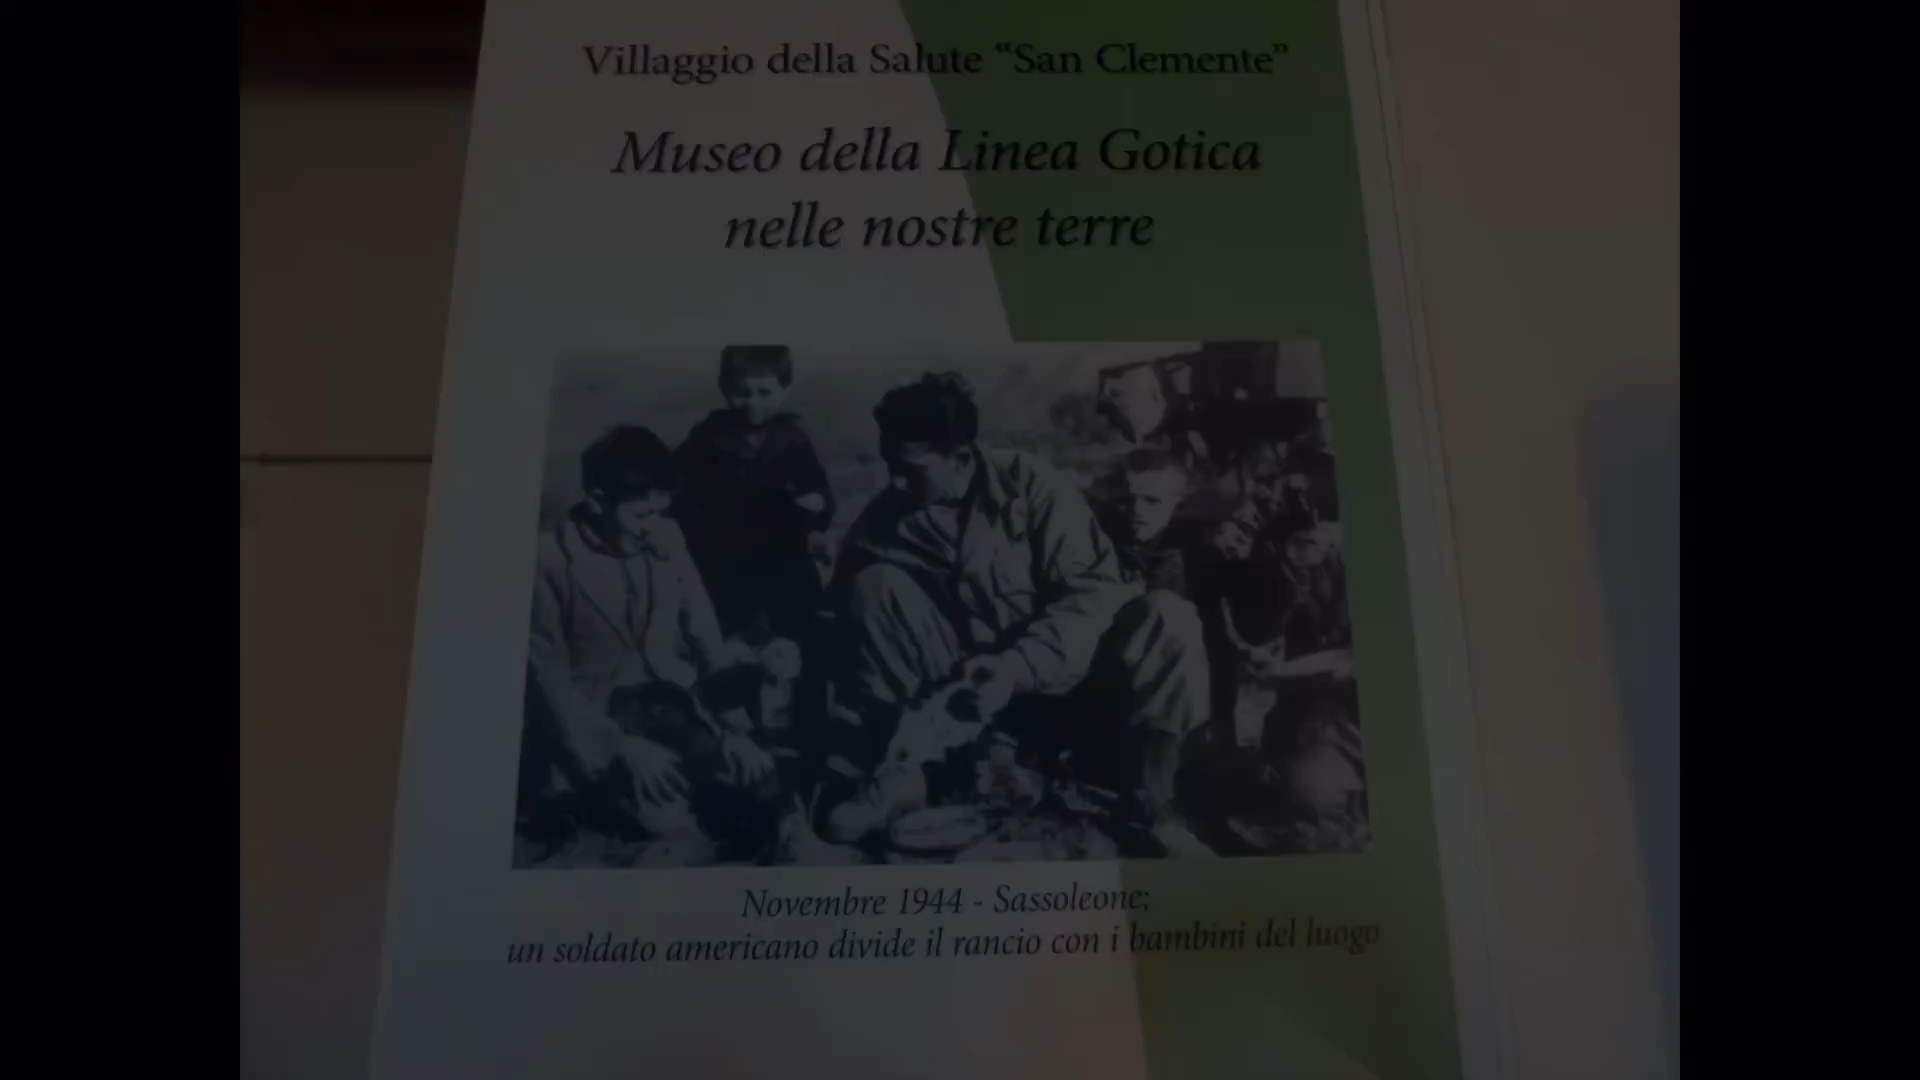 Villaggio della Salute “San Clemente”
Museo della Linea Gotica
nelle nostre terre
Novembre 1944 - Sassoleone;
un soldato americano divide il rancio con i bambini del luogo